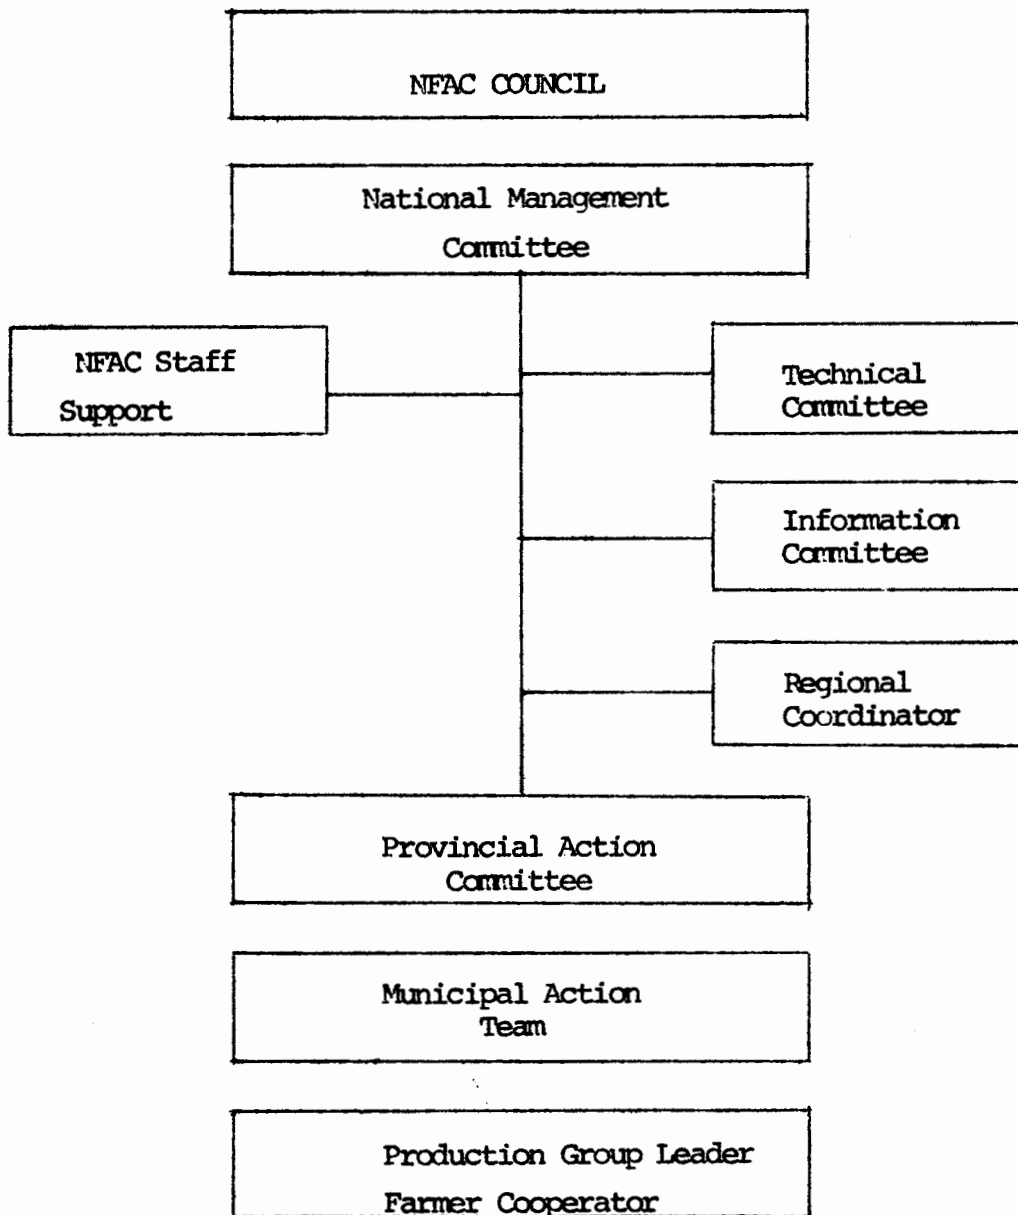 NFAC COUNCIL
National Management
Committee
NFAC Staff
Support
Technical
Committee
Information
Committee
Regional
Coordinator
Provincial Action
Committee
Municipal Action
Team
Production Group Leader
Farmer Cooperator